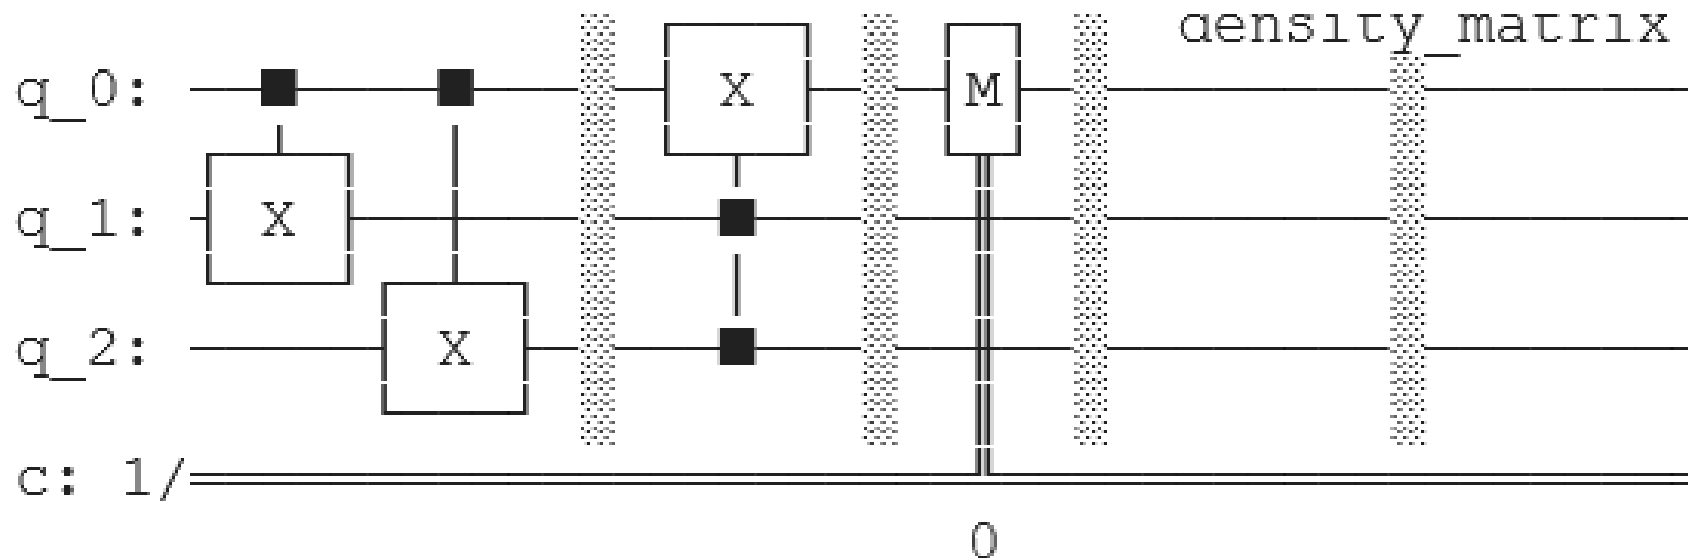 density_matrix
q_0: X M
q_1: X
q_2: X
c: 1/
0